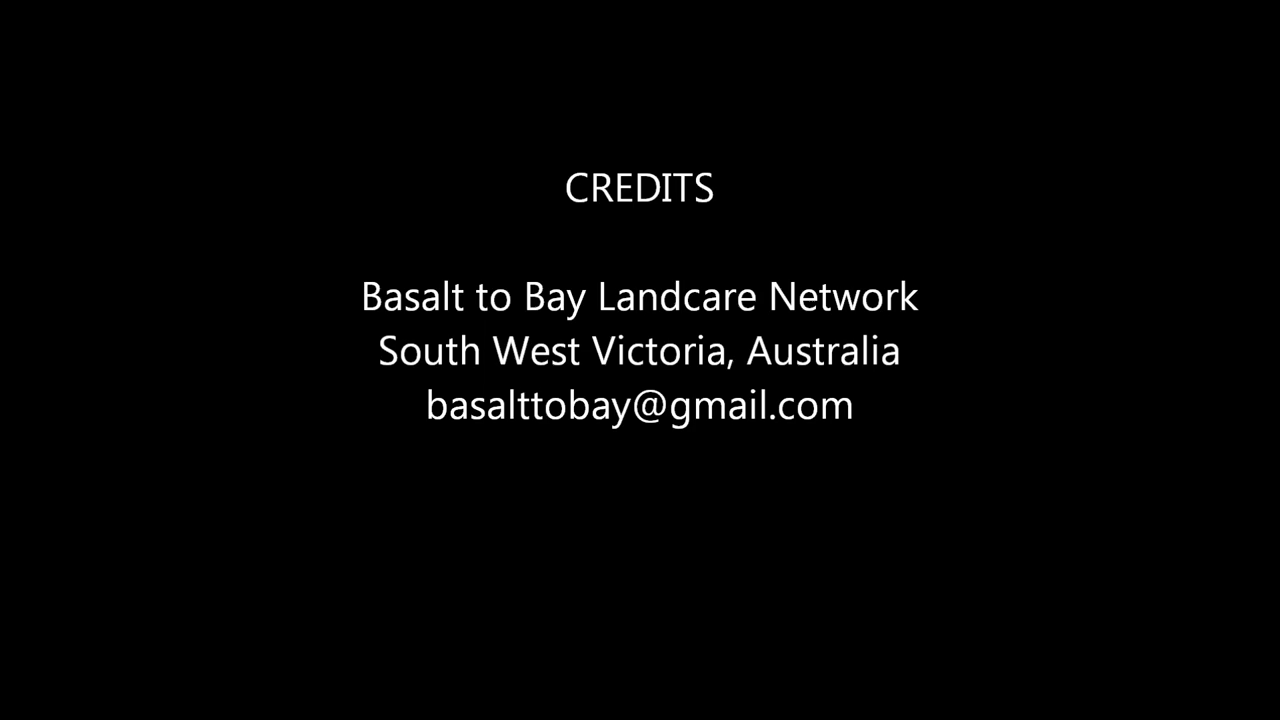 CREDITS
Basalt to Bay Landcare Network
South West Victoria, Australia
basalttobay@gmail.com